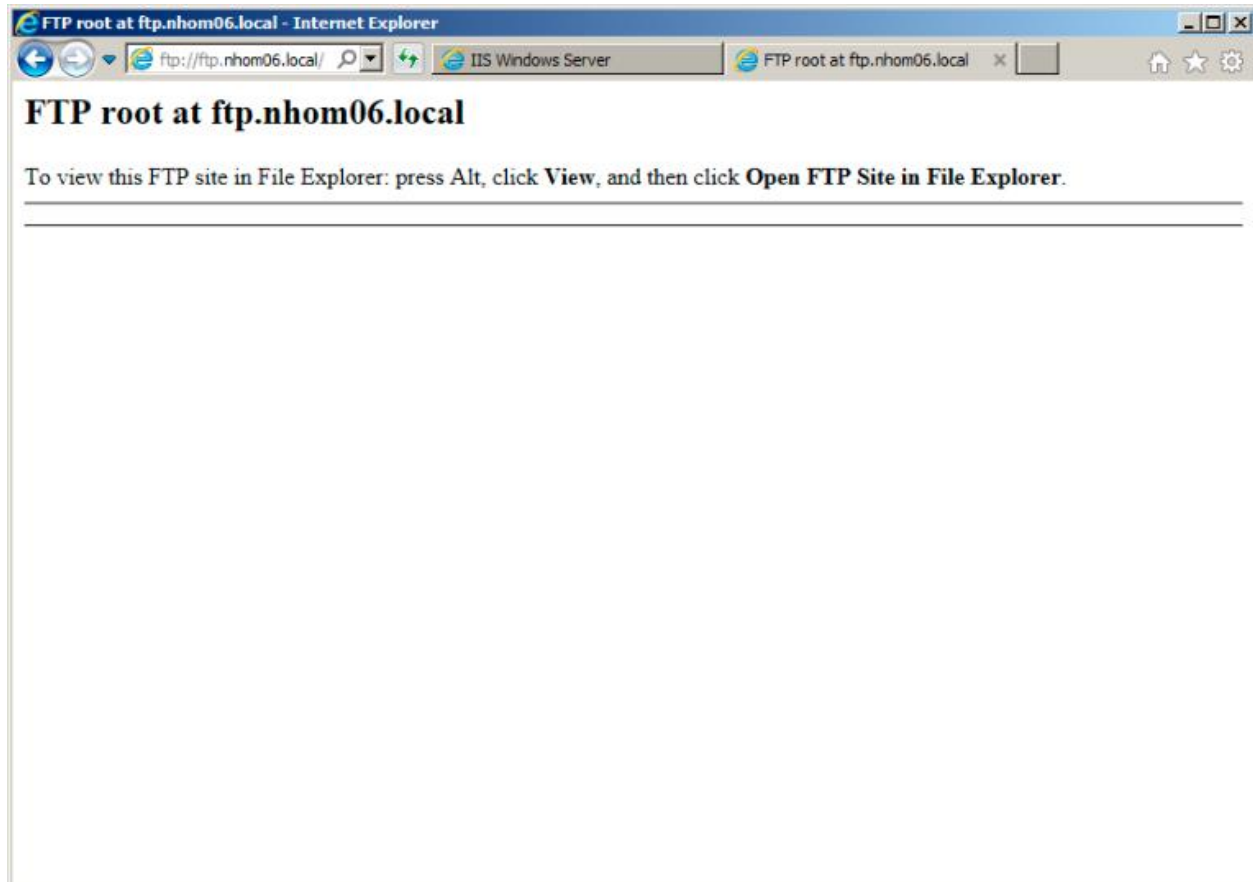 FTP root at ftp.nhom06.local - Internet Explorer
ftp://ftp.nhom06.local/ IIS Windows Server FTP root at ftp.nhom06.local
FTP root at ftp.nhom06.local
To view this FTP site in File Explorer: press Alt, click View, and then click Open FTP Site in File Explorer.